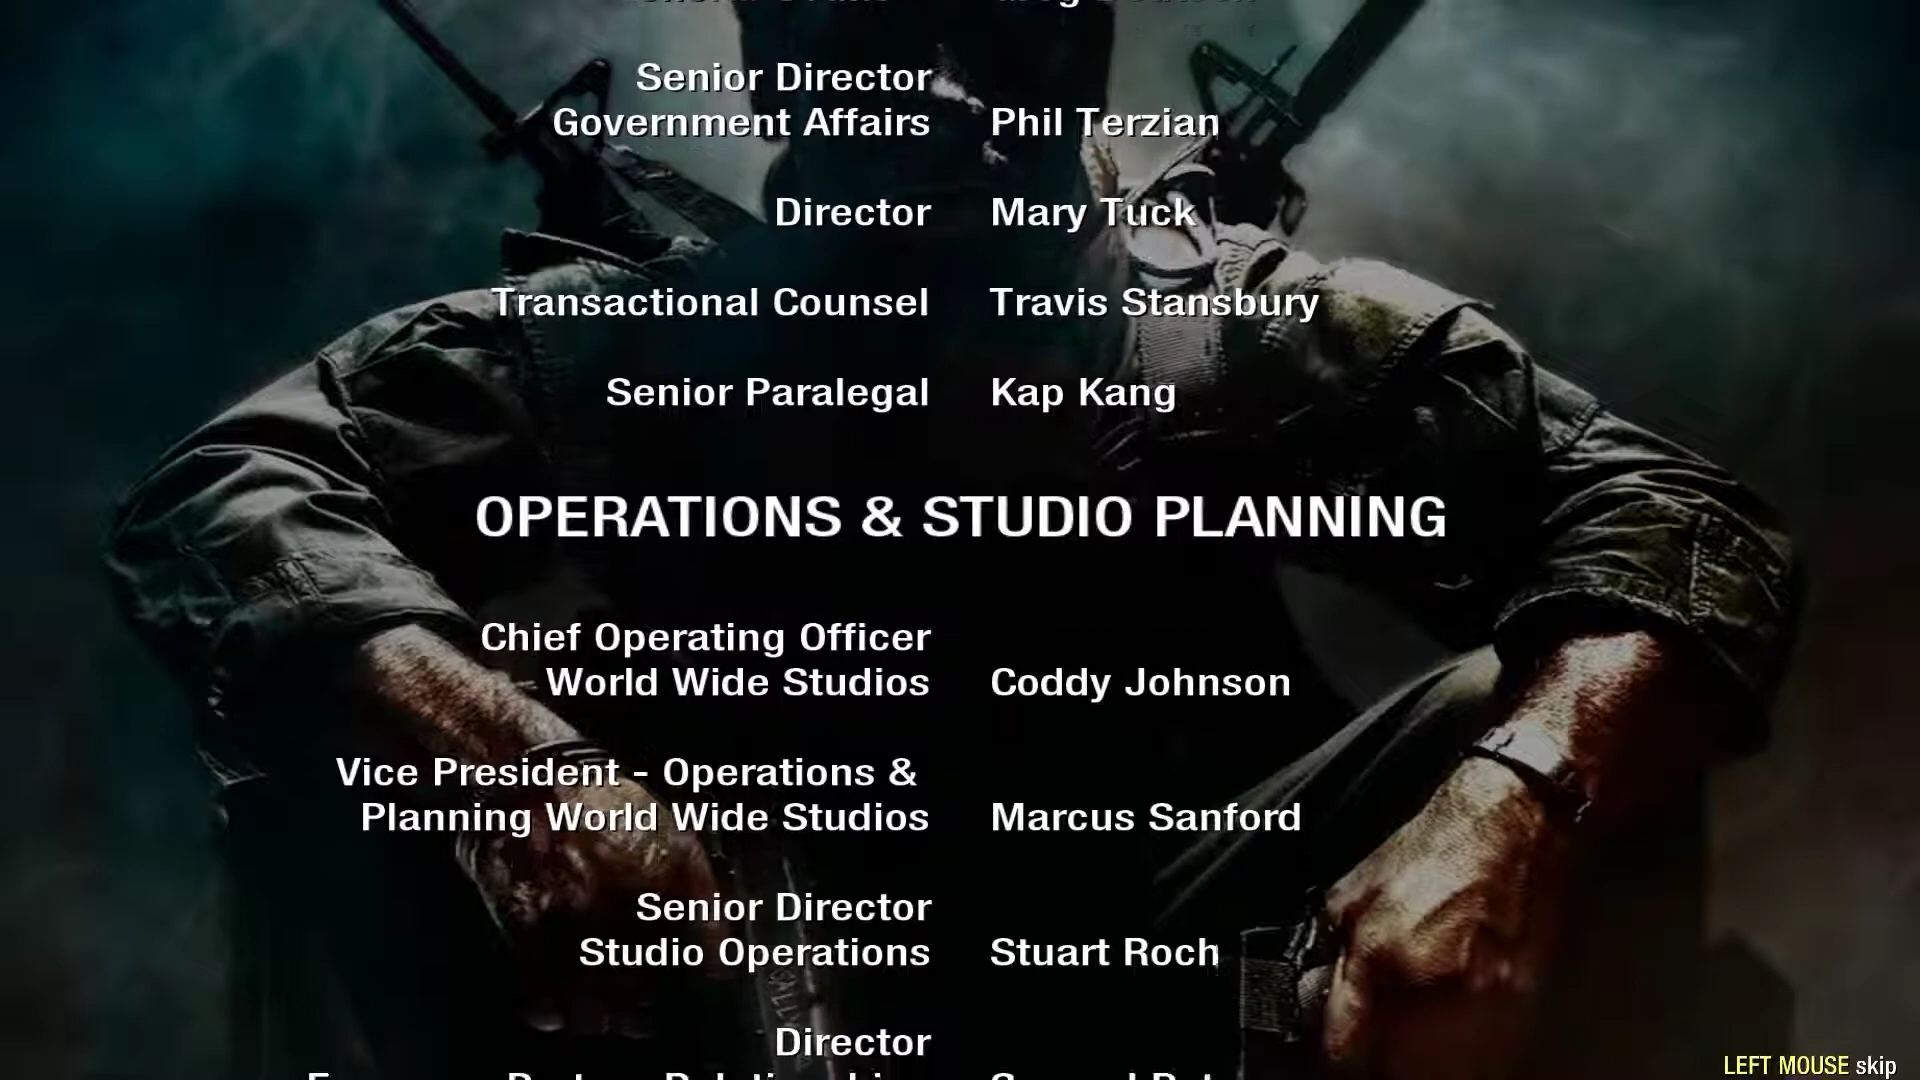 Senior Director
Government Affairs Phil Terzian
Director Mary Tuck
Transactional Counsel Travis Stansbury
Senior Paralegal Kap Kang
OPERATIONS & STUDIO PLANNING
Chief Operating Officer
World Wide Studios Coddy Johnson
Vice President - Operations &
Planning World Wide Studios Marcus Sanford
Senior Director
Studio Operations Stuart Roch
Director
LEFT MOUSE skip